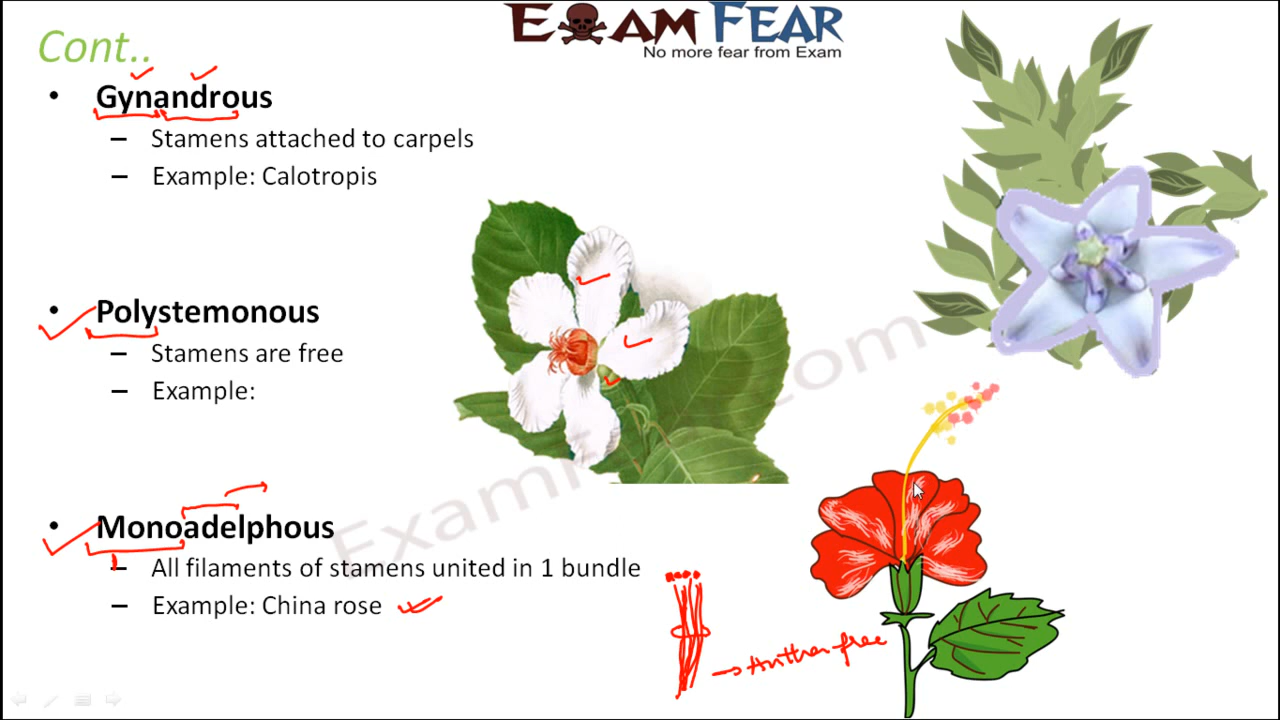 Cont..
EXAM FEAR
No more fear from Exam
• Gynandrous
– Stamens attached to carpels
– Example: Calotropis
• Polystemonous
– Stamens are free
– Example:
• Monoadelphous
– All filaments of stamens united in 1 bundle
– Example: China rose
→ Anther free